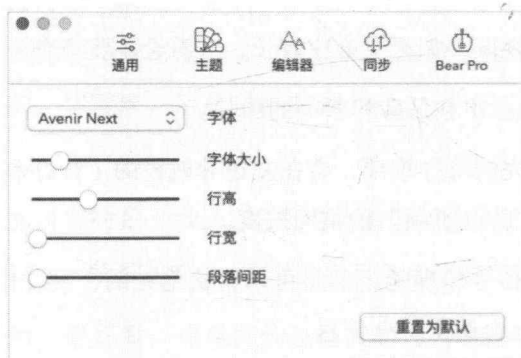 通用 主题 编辑器 同步 Bear Pro
Avenir Next 字体
字体大小
行高
行宽
段落间距
重置为默认